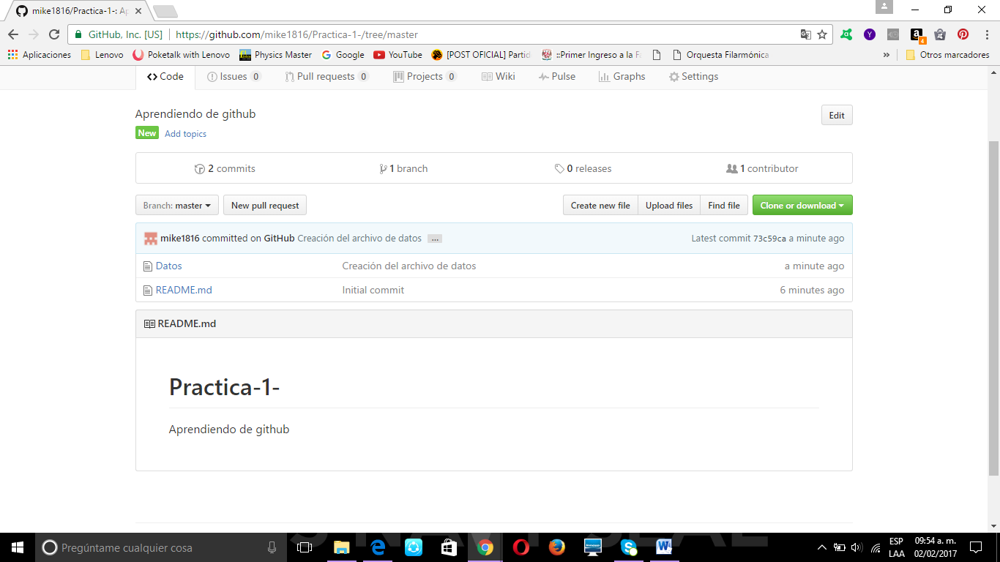 mike1816/Practica-1-: Ap
GitHub, Inc. [US] https://github.com/mike1816/Practica-1-/tree/master
Aplicaciones Lenovo Poketalk with Lenovo Physics Master Google YouTube [POST OFICIAL] Partid ::Primer Ingreso a la Fa Orquesta Filarmónica » Otros marcadores
Code Issues 0 Pull requests 0 Projects 0 Wiki Pulse Graphs Settings
Aprendiendo de github Edit
New Add topics
2 commits 1 branch 0 releases 1 contributor
Branch: master New pull request Create new file Upload files Find file Clone or download
mike1816 committed on GitHub Creación del archivo de datos ... Latest commit 73c59ca a minute ago
Datos Creación del archivo de datos a minute ago
README.md Initial commit 6 minutes ago
README.md
Practica-1-
Aprendiendo de github
Pregúntame cualquier cosa ESP 09:54 a. m.
LAA 02/02/2017